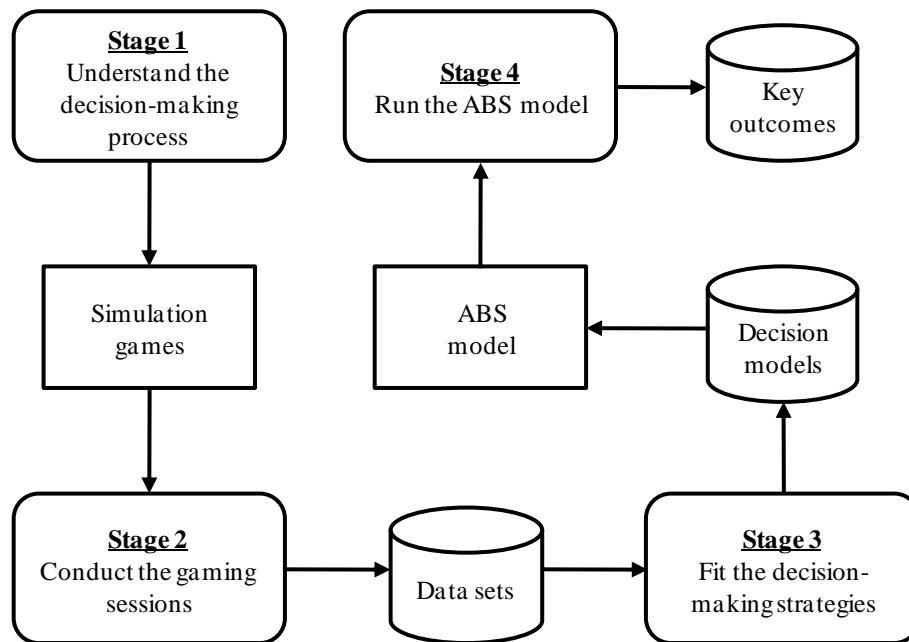 Stage 1
Understand the
decision-making
process
Stage 4
Run the ABS model
Key
outcomes
Simulation
games
ABS
model
Decision
models
Stage 2
Conduct the gaming
sessions
Data sets
Stage 3
Fit the decision-
making strategies